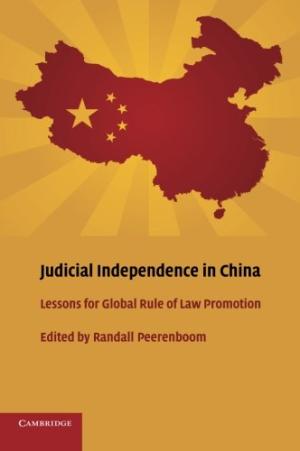 Judicial Independence in China
Lessons for Global Rule of Law Promotion
Edited by Randall Peerenboom
CAMBRIDGE